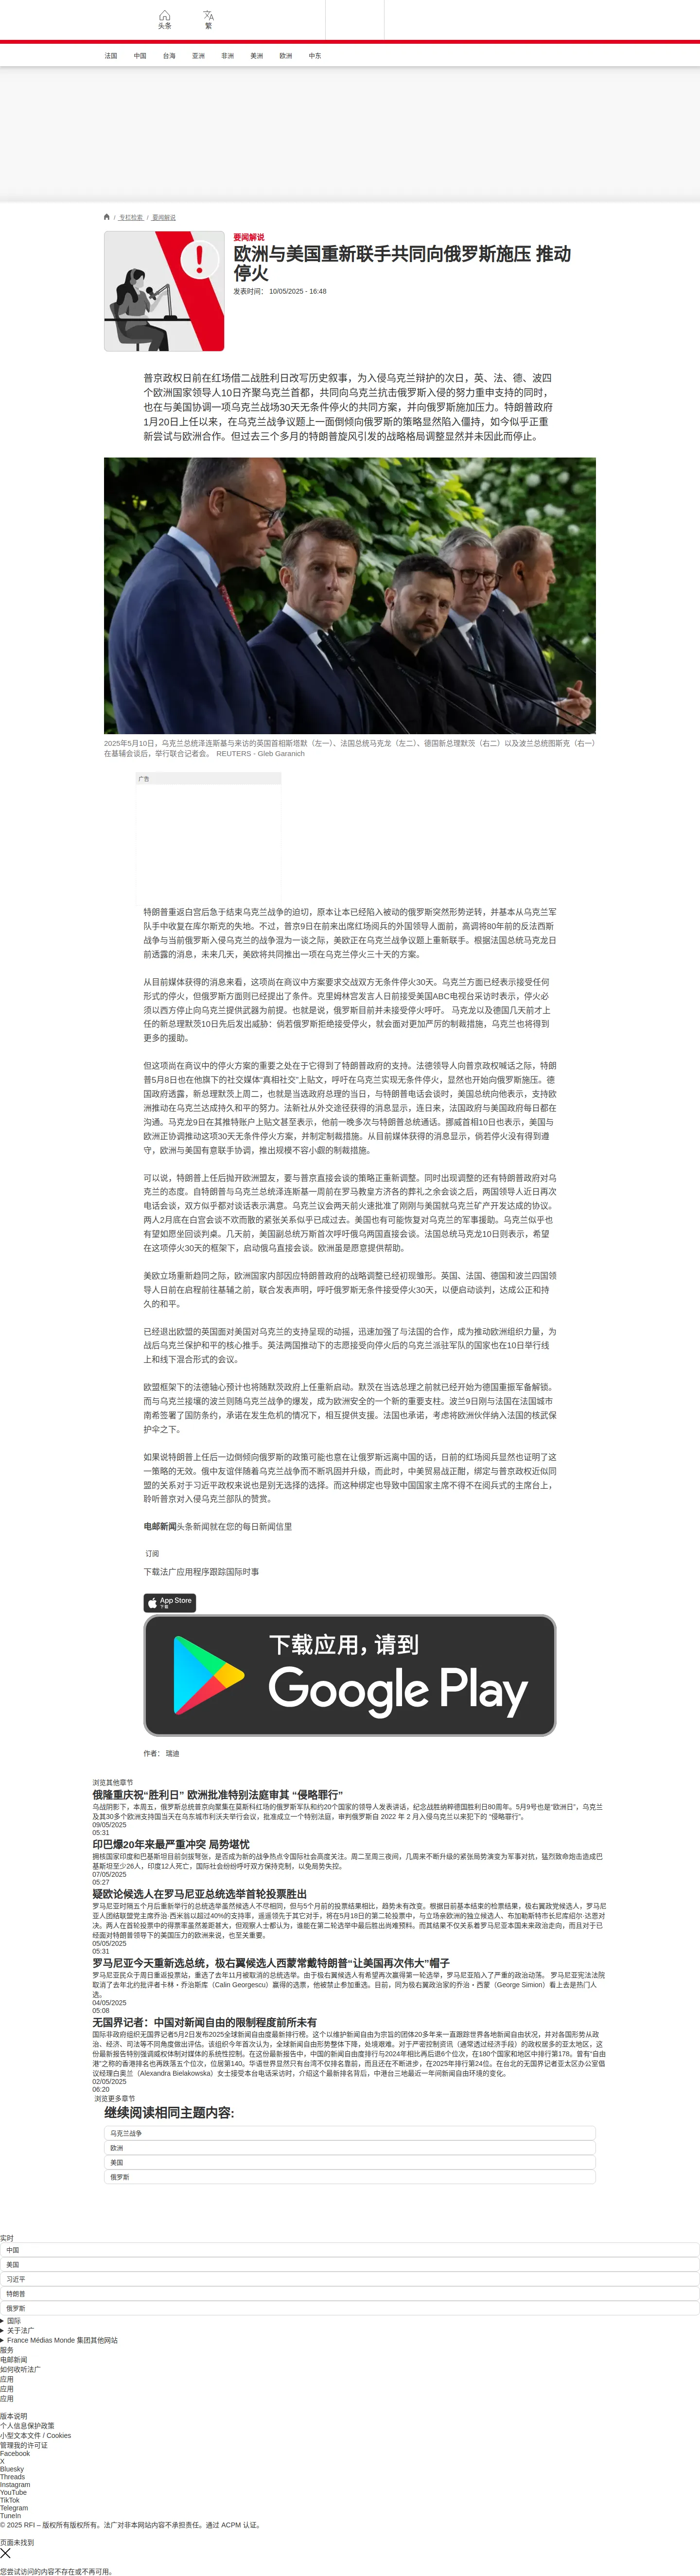 头条
繁
法国
中国
台海
亚洲
非洲
美洲
欧洲
中东
/ 专栏检索 / 要闻解说
要闻解说
欧洲与美国重新联手共同向俄罗斯施压 推动
停火
发表时间： 10/05/2025 - 16:48
普京政权日前在红场借二战胜利日改写历史叙事，为入侵乌克兰辩护的次日，英、法、德、波四
个欧洲国家领导人10日齐聚乌克兰首都，共同向乌克兰抗击俄罗斯入侵的努力重申支持的同时，
也在与美国协调一项乌克兰战场30天无条件停火的共同方案，并向俄罗斯施加压力。特朗普政府
1月20日上任以来，在乌克兰战争议题上一面倒倾向俄罗斯的策略显然陷入僵持，如今似乎正重
新尝试与欧洲合作。但过去三个多月的特朗普旋风引发的战略格局调整显然并未因此而停止。
2025年5月10日，乌克兰总统泽连斯基与来访的英国首相斯塔默（左一）、法国总统马克龙（左二）、德国新总理默茨（右二）以及波兰总统图斯克（右一）
在基辅会谈后，举行联合记者会。 REUTERS - Gleb Garanich
广告
特朗普重返白宫后急于结束乌克兰战争的迫切，原本让本已经陷入被动的俄罗斯突然形势逆转，并基本从乌克兰军
队手中收复在库尔斯克的失地。不过，普京9日在前来出席红场阅兵的外国领导人面前，高调将80年前的反法西斯
战争与当前俄罗斯入侵乌克兰的战争混为一谈之际，美欧正在乌克兰战争议题上重新联手。根据法国总统马克龙日
前透露的消息，未来几天，美欧将共同推出一项在乌克兰停火三十天的方案。
从目前媒体获得的消息来看，这项尚在商议中方案要求交战双方无条件停火30天。乌克兰方面已经表示接受任何
形式的停火，但俄罗斯方面则已经提出了条件。克里姆林宫发言人日前接受美国ABC电视台采访时表示，停火必
须以西方停止向乌克兰提供武器为前提。也就是说，俄罗斯目前并未接受停火呼吁。 马克龙以及德国几天前才上
任的新总理默茨10日先后发出威胁：倘若俄罗斯拒绝接受停火，就会面对更加严厉的制裁措施，乌克兰也将得到
更多的援助。
但这项尚在商议中的停火方案的重要之处在于它得到了特朗普政府的支持。法德领导人向普京政权喊话之际，特朗
普5月8日也在他旗下的社交媒体“真相社交”上贴文，呼吁在乌克兰实现无条件停火，显然也开始向俄罗斯施压。德
国政府透露，新总理默茨上周二，也就是当选政府总理的当日，与特朗普电话会谈时，美国总统向他表示，支持欧
洲推动在乌克兰达成持久和平的努力。法新社从外交途径获得的消息显示，连日来，法国政府与美国政府每日都在
沟通。马克龙9日在其推特账户上贴文甚至表示，他前一晚多次与特朗普总统通话。挪威首相10日也表示，美国与
欧洲正协调推动这项30天无条件停火方案，并制定制裁措施。从目前媒体获得的消息显示，倘若停火没有得到遵
守，欧洲与美国有意联手协调，推出规模不容小觑的制裁措施。
可以说，特朗普上任后抛开欧洲盟友，要与普京直接会谈的策略正重新调整。同时出现调整的还有特朗普政府对乌
克兰的态度。自特朗普与乌克兰总统泽连斯基一周前在罗马教皇方济各的葬礼之余会谈之后，两国领导人近日再次
电话会谈，双方似乎都对谈话表示满意。乌克兰议会两天前火速批准了刚刚与美国就乌克兰矿产开发达成的协议。
两人2月底在白宫会谈不欢而散的紧张关系似乎已成过去。美国也有可能恢复对乌克兰的军事援助。乌克兰似乎也
有望如愿坐回谈判桌。几天前，美国副总统万斯首次呼吁俄乌两国直接会谈。法国总统马克龙10日则表示，希望
在这项停火30天的框架下，启动俄乌直接会谈。欧洲虽是愿意提供帮助。
美欧立场重新趋同之际，欧洲国家内部因应特朗普政府的战略调整已经初现雏形。英国、法国、德国和波兰四国领
导人日前在启程前往基辅之前，联合发表声明，呼吁俄罗斯无条件接受停火30天，以便启动谈判，达成公正和持
久的和平。
已经退出欧盟的英国面对美国对乌克兰的支持呈现的动摇，迅速加强了与法国的合作，成为推动欧洲组织力量，为
战后乌克兰保护和平的核心推手。英法两国推动下的志愿接受向停火后的乌克兰派驻军队的国家也在10日举行线
上和线下混合形式的会议。
欧盟框架下的法德轴心预计也将随默茨政府上任重新启动。默茨在当选总理之前就已经开始为德国重振军备解锁。
而与乌克兰接壤的波兰则随乌克兰战争的爆发，成为欧洲安全的一个新的重要支柱。波兰9日刚与法国在法国城市
南希签署了国防条约，承诺在发生危机的情况下，相互提供支援。法国也承诺，考虑将欧洲伙伴纳入法国的核武保
护伞之下。
如果说特朗普上任后一边倒倾向俄罗斯的政策可能也意在让俄罗斯远离中国的话，日前的红场阅兵显然也证明了这
一策略的无效。俄中友谊伴随着乌克兰战争而不断巩固并升级，而此时，中美贸易战正酣，绑定与普京政权近似同
盟的关系对于习近平政权来说也是别无选择的选择。而这种绑定也导致中国国家主席不得不在阅兵式的主席台上，
聆听普京对入侵乌克兰部队的赞赏。
电邮新闻头条新闻就在您的每日新闻信里
订阅
下载法广应用程序跟踪国际时事
App Store
下载
下载应用，请到
Google Play
作者： 瑞迪
浏览其他章节
俄隆重庆祝“胜利日” 欧洲批准特别法庭审其 “侵略罪行”
乌战阴影下，本周五，俄罗斯总统普京向聚集在莫斯科红场的俄罗斯军队和约20个国家的领导人发表讲话，纪念战胜纳粹德国胜利日80周年。5月9号也是“欧洲日”，乌克兰
及其30多个欧洲支持国当天在乌东城市利沃夫举行会议，批准成立一个特别法庭，审判俄罗斯自 2022 年 2 月入侵乌克兰以来犯下的 “侵略罪行”。
09/05/2025
05:31
印巴爆20年来最严重冲突 局势堪忧
拥核国家印度和巴基斯坦目前剑拔弩张，是否成为新的战争热点令国际社会高度关注。周二至周三夜间，几周来不断升级的紧张局势演变为军事对抗，猛烈致命炮击造成巴
基斯坦至少26人，印度12人死亡，国际社会纷纷呼吁双方保持克制，以免局势失控。
07/05/2025
05:27
疑欧论候选人在罗马尼亚总统选举首轮投票胜出
罗马尼亚时隔五个月后重新举行的总统选举虽然候选人不尽相同，但与5个月前的投票结果相比，趋势未有改变。根据目前基本结束的检票结果，极右翼政党候选人，罗马尼
亚人团结联盟党主席乔治·西米翁以超过40%的支持率，遥遥领先于其它对手，将在5月18日的第二轮投票中，与立场亲欧洲的独立候选人、布加勒斯特市长尼库绍尔·达恩对
决。两人在首轮投票中的得票率虽然差距甚大，但观察人士都认为，谁能在第二轮选举中最后胜出尚难预料。而其结果不仅关系着罗马尼亚本国未来政治走向，而且对于已
经面对特朗普领导下的美国压力的欧洲来说，也至关重要。
05/05/2025
05:31
罗马尼亚今天重新选总统，极右翼候选人西蒙常戴特朗普“让美国再次伟大”帽子
罗马尼亚民众于周日重返投票站，重选了去年11月被取消的总统选举。由于极右翼候选人有希望再次赢得第一轮选举，罗马尼亚陷入了严重的政治动荡。 罗马尼亚宪法法院
取消了去年北约批评者卡林・乔治斯库（Calin Georgescu）赢得的选票，他被禁止参加重选。目前，同为极右翼政治家的乔治・西蒙（George Simion）看上去是热门人
选。
04/05/2025
05:08
无国界记者：中国对新闻自由的限制程度前所未有
国际非政府组织无国界记者5月2日发布2025全球新闻自由度最新排行榜。这个以维护新闻自由为宗旨的团体20多年来一直跟踪世界各地新闻自由状况，并对各国形势从政
治、经济、司法等不同角度做出评估。该组织今年首次认为，全球新闻自由形势整体下降，处境艰难。对于严密控制资讯（通常透过经济手段）的政权居多的亚太地区，这
份最新报告特别强调威权体制对媒体的系统性控制。在这份最新报告中，中国的新闻自由度排行与2024年相比再后退6个位次，在180个国家和地区中排行第178。曾有“自由
港”之称的香港排名也再跌落五个位次，位居第140。华语世界显然只有台湾不仅排名靠前，而且还在不断进步，在2025年排行第24位。在台北的无国界记者亚太区办公室倡
议经理白奥兰（Alexandra Bielakowska）女士接受本台电话采访时，介绍这个最新排名背后，中港台三地最近一年间新闻自由环境的变化。
02/05/2025
06:20
浏览更多章节
继续阅读相同主题内容:
乌克兰战争
欧洲
美国
俄罗斯
实时
中国
美国
习近平
特朗普
俄罗斯
国际
关于法广
France Médias Monde 集团其他网站
服务
电邮新闻
如何收听法广
应用
应用
应用
版本说明
个人信息保护政策
小型文本文件 / Cookies
管理我的许可证
Facebook
X
Bluesky
Threads
Instagram
YouTube
TikTok
Telegram
TuneIn
© 2025 RFI – 版权所有版权所有。法广对非本网站内容不承担责任。通过 ACPM 认证。
页面未找到
您尝试访问的内容不存在或不再可用。